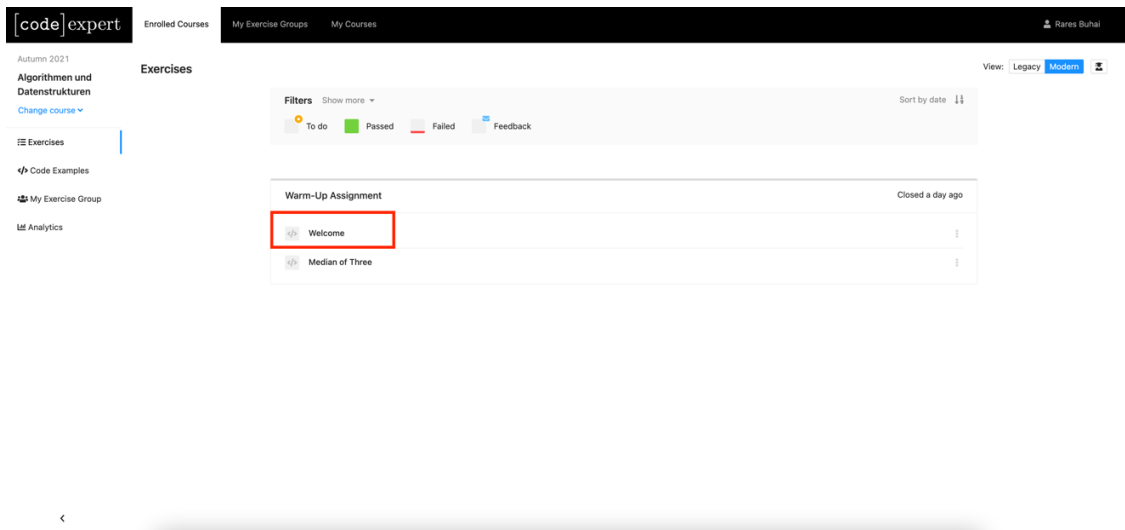 [code]expert Enrolled Courses My Exercise Groups My Courses Rares Buhai
Autumn 2021
Algorithmen und
Datenstrukturen
Change course
Exercises
Code Examples
My Exercise Group
Analytics
Exercises
View: Legacy Modern
Filters Show more Sort by date
To do Passed Failed Feedback
Warm-Up Assignment Closed a day ago
</> Welcome
</> Median of Three